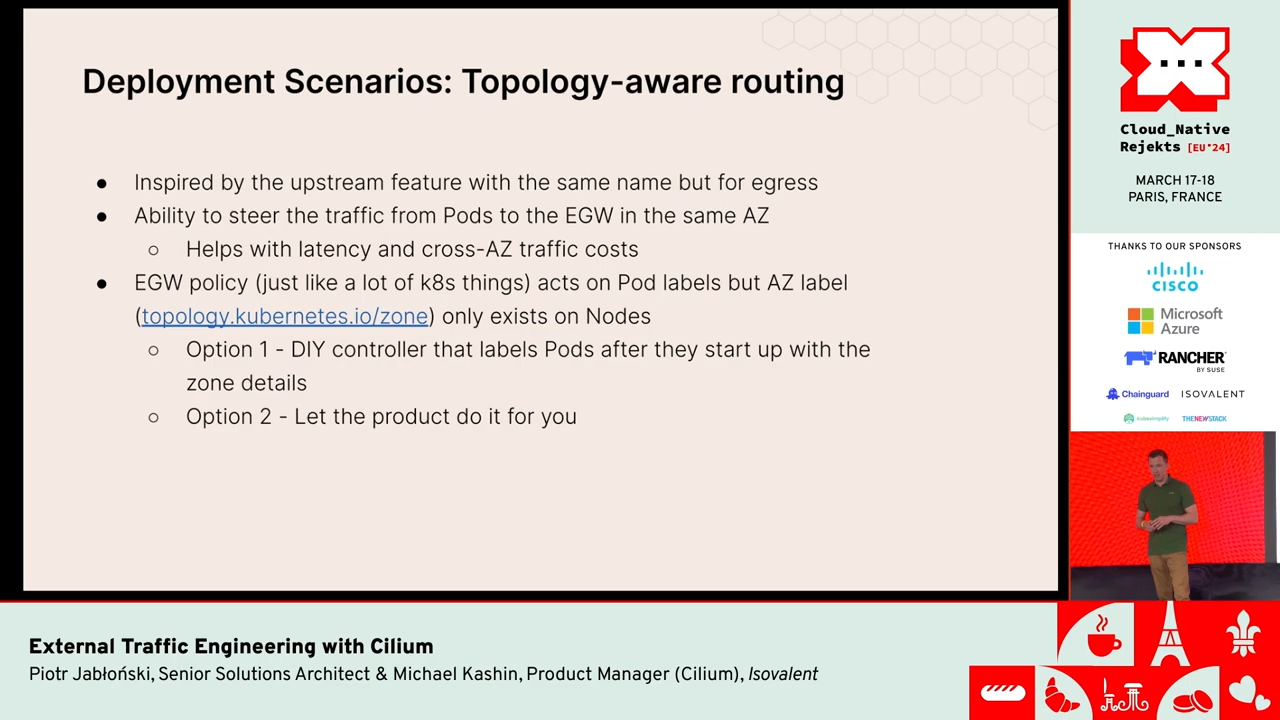 Deployment Scenarios: Topology-aware routing
● Inspired by the upstream feature with the same name but for egress
● Ability to steer the traffic from Pods to the EGW in the same AZ
○ Helps with latency and cross-AZ traffic costs
● EGW policy (just like a lot of k8s things) acts on Pod labels but AZ label
(topology.kubernetes.io/zone) only exists on Nodes
○ Option 1 - DIY controller that labels Pods after they start up with the
zone details
○ Option 2 - Let the product do it for you
Cloud_Native
Rejekts [EU'24]
MARCH 17-18
PARIS, FRANCE
THANKS TO OUR SPONSORS
CISCO
Microsoft
Azure
RANCHER
BY SUSE
Chainguard ISOVALENT
kubesimplify THENEWSTACK
External Traffic Engineering with Cilium
Piotr Jabłoński, Senior Solutions Architect & Michael Kashin, Product Manager (Cilium), Isovalent